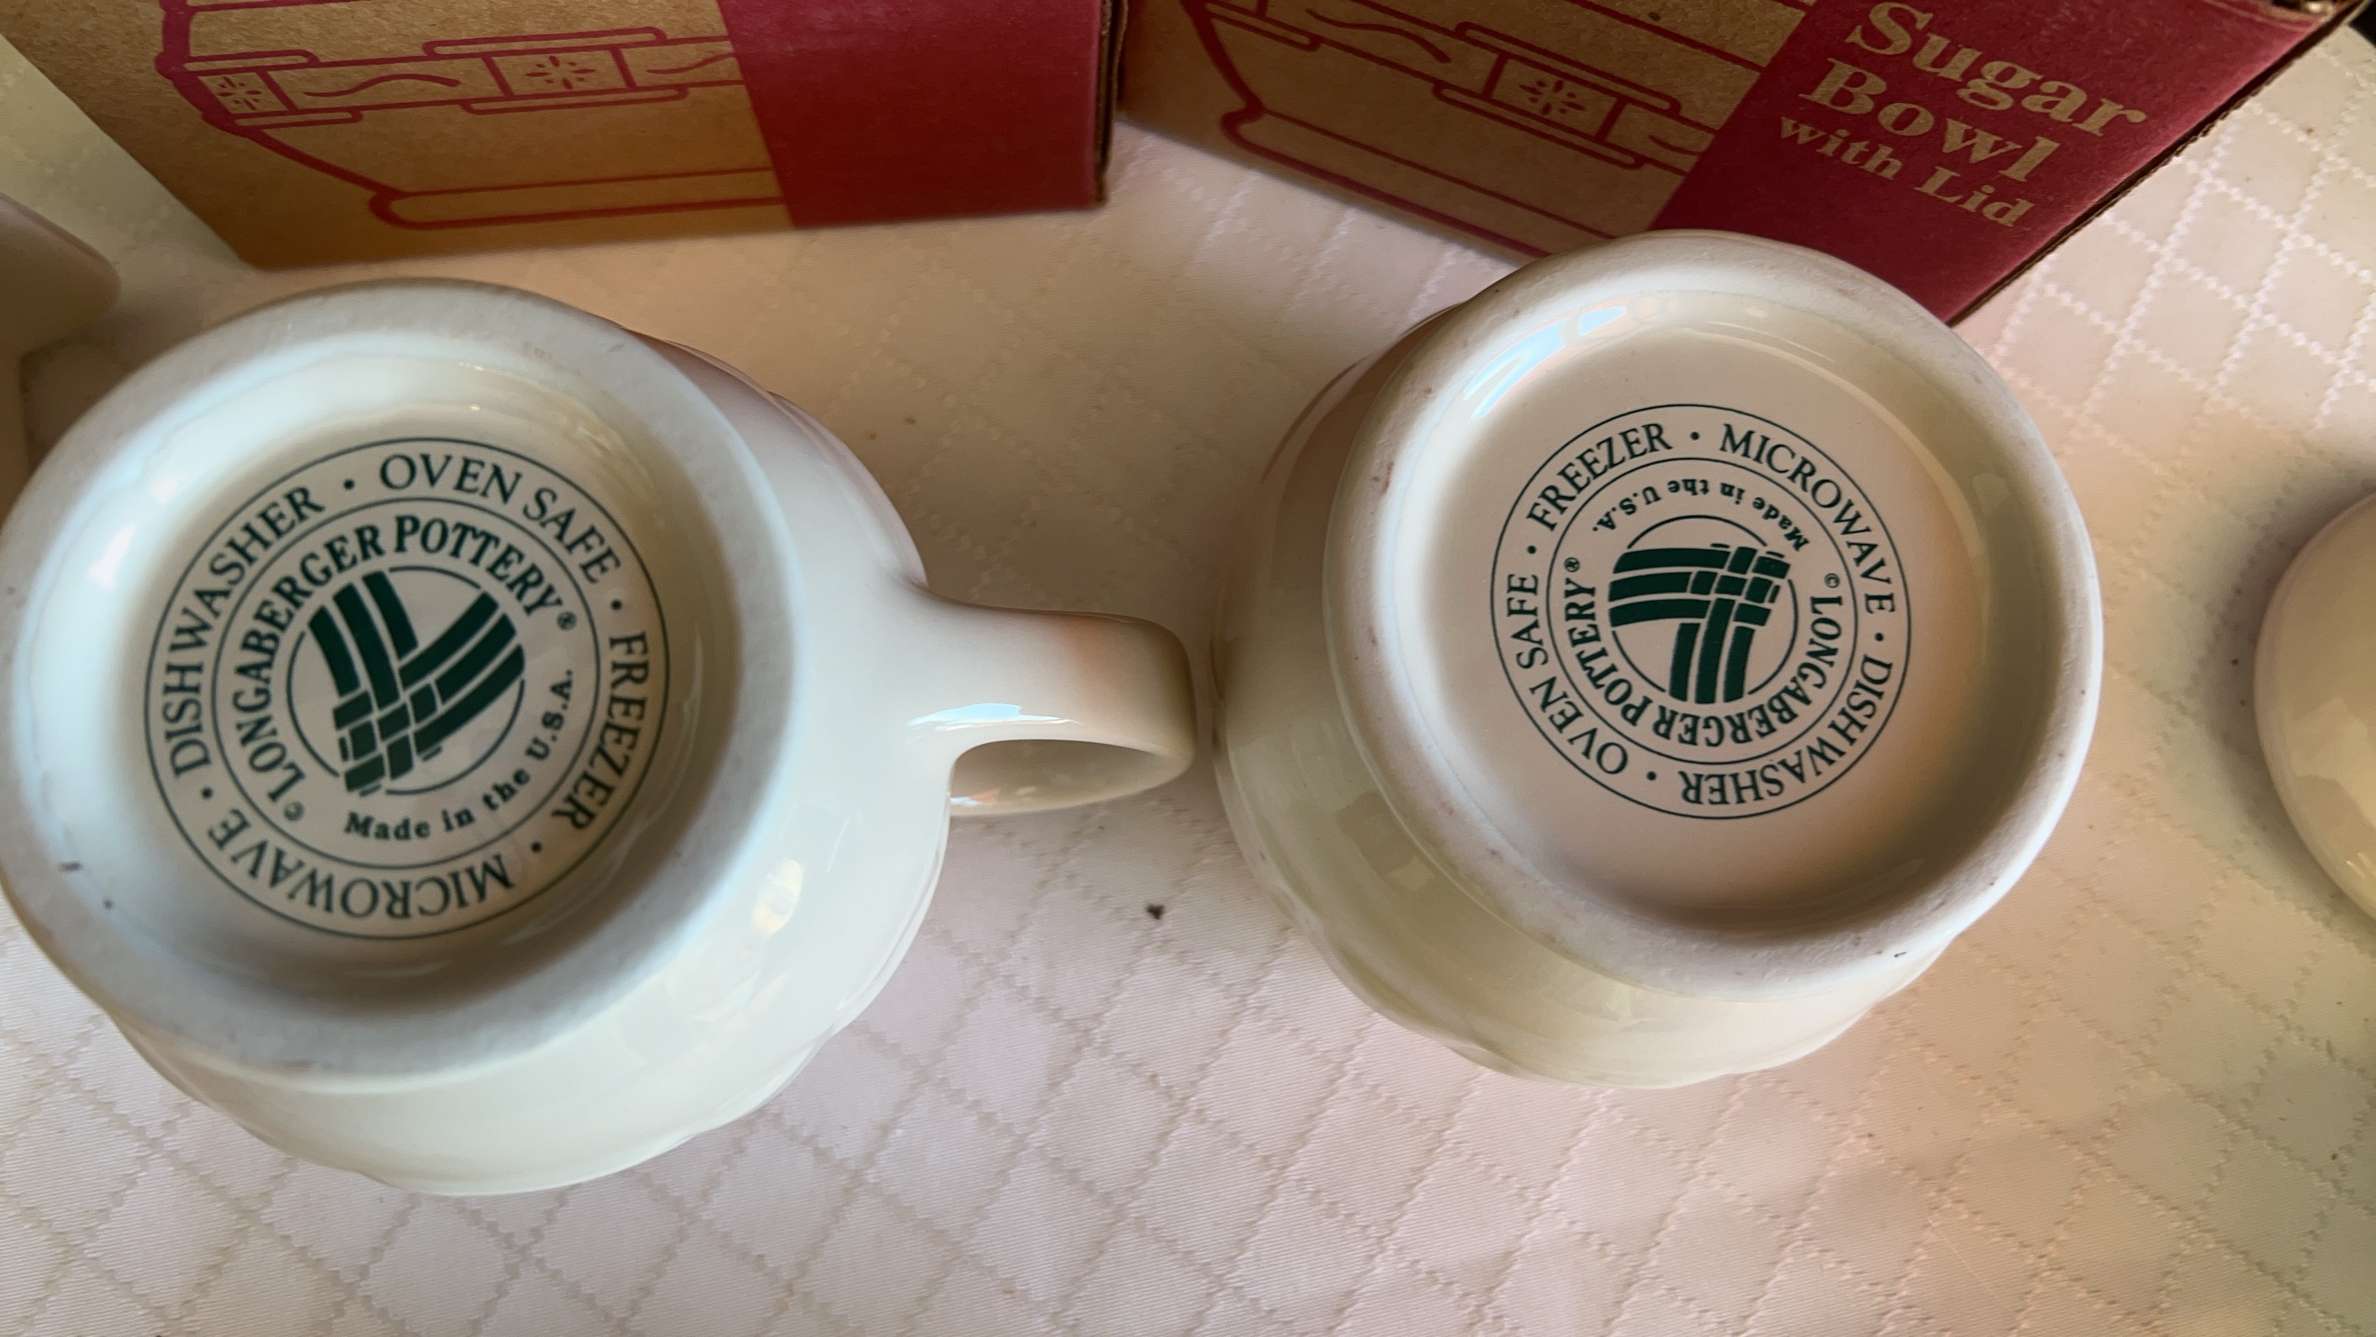 Sugar
Bowl
with Lid
DISHWASHER • OVEN SAFE • FREEZER • MICROWAVE •
© LONGABERGER POTTERY®
Made in the U.S.A.
DISHWASHER • OVEN SAFE • FREEZER • MICROWAVE •
© LONGABERGER POTTERY®
Made in the U.S.A.